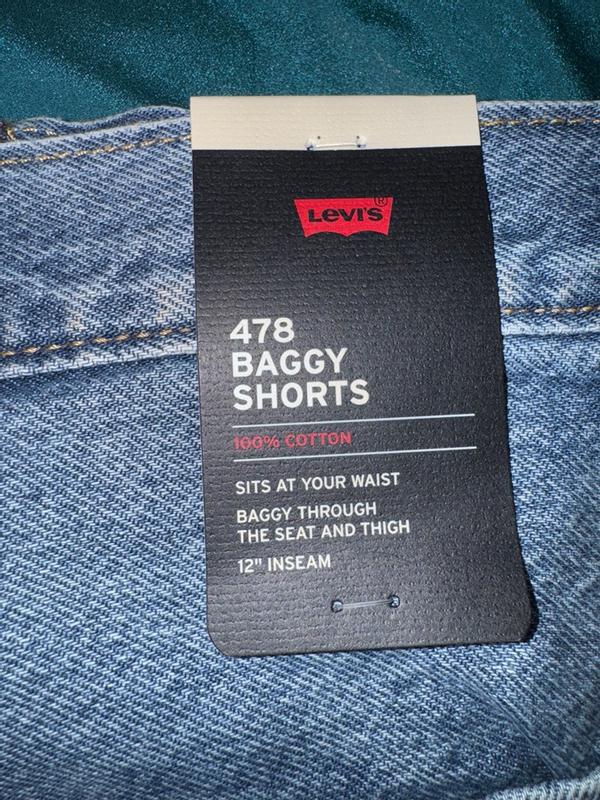 Levi's®
478
BAGGY
SHORTS
100% COTTON
SITS AT YOUR WAIST
BAGGY THROUGH
THE SEAT AND THIGH
12" INSEAM